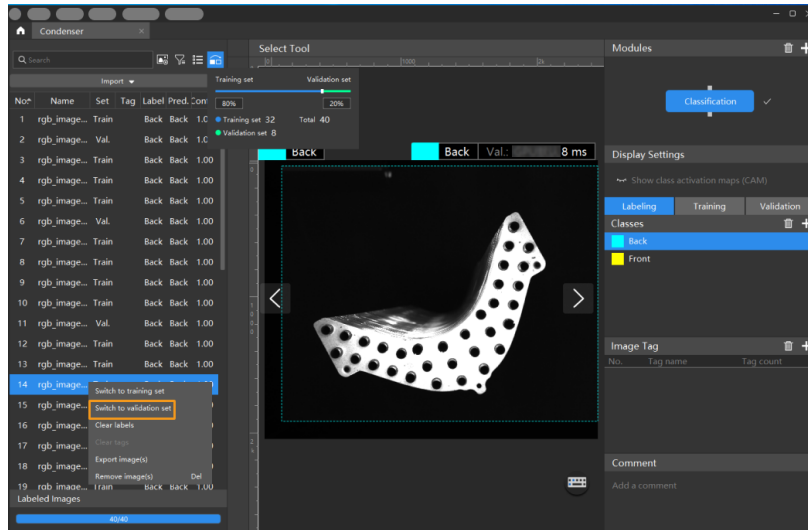 Condenser
Select Tool
Modules
Search
Training set Validation set
80% 20%
Training set 32 Total 40
Validation set 8
Import
No. Name Set Tag Label Pred.
1 rgb_image... Train Back Back
2 rgb_image... Val. Back Back
3 rgb_image... Train Back Back 1.00
4 rgb_image... Train Back Back 1.00
5 rgb_image... Train Back Back 1.00
6 rgb_image... Val. Back Back 1.00
7 rgb_image... Train Back Back 1.00
8 rgb_image... Train Back Back 1.00
9 rgb_image... Train Back Back 1.00
10 rgb_image... Train Back Back 1.00
11 rgb_image... Val. Back Back 1.00
12 rgb_image... Train Back Back 1.00
13 rgb_image... Train Back Back 1.00
14 rgb_image...
15 rgb_image...
16 rgb_image...
17 rgb_image...
18 rgb_image...
19 rgb_image... Train Back Back 1.00
Switch to training set
Switch to validation set
Clear labels
Clear tags
Export image(s)
Remove image(s) Del
Labeled Images
40/40
1000
Back
Back Val.: 8 ms
Classification
Display Settings
Show class activation maps (CAM)
Labeling Training Validation
Classes
Back
Front
Image Tag
No. Tag name Tag count
Comment
Add a comment